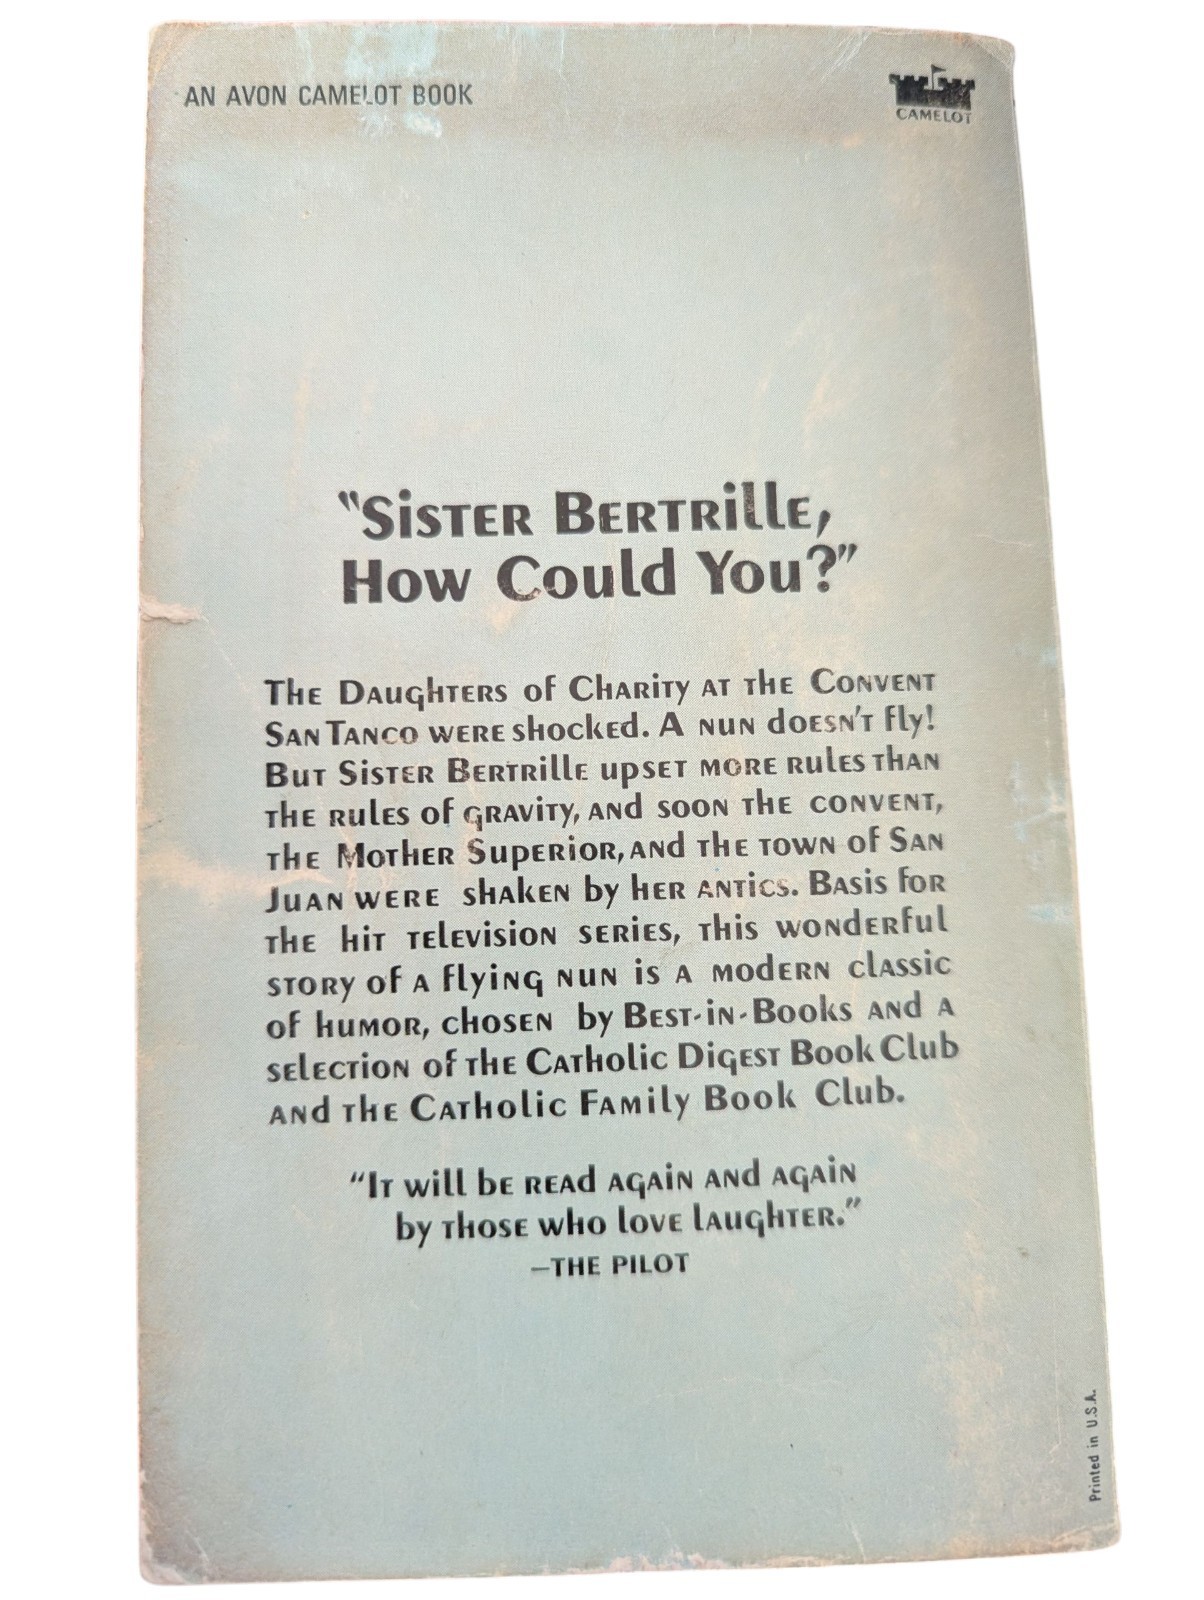 AN AVON CAMELOT BOOK
CAMELOT
"Sister Bertrille,
How Could You?"
The Daughters of Charity at the Convent
San Tanco were shocked. A nun doesn't fly!
But Sister Bertrille upset more rules than
the rules of gravity, and soon the convent,
the Mother Superior, and the town of San
Juan were shaken by her antics. Basis for
the hit television series, this wonderful
story of a flying nun is a modern classic
of humor, chosen by Best-in-Books and a
selection of the Catholic Digest Book Club
and the Catholic Family Book Club.
"It will be read again and again
by those who love laughter."
—THE PILOT
Printed in U.S.A.